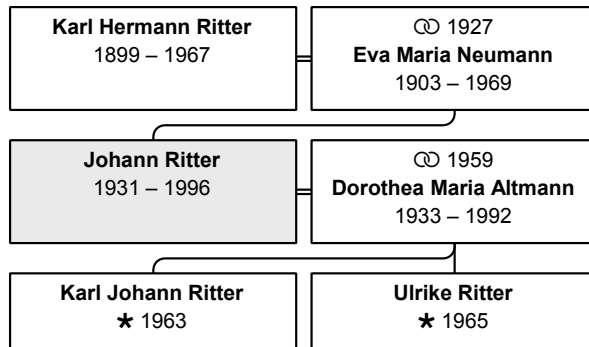 Karl Hermann Ritter
1899 – 1967
⚭ 1927
Eva Maria Neumann
1903 – 1969
Johann Ritter
1931 – 1996
⚭ 1959
Dorothea Maria Altmann
1933 – 1992
Karl Johann Ritter
★ 1963
Ulrike Ritter
★ 1965